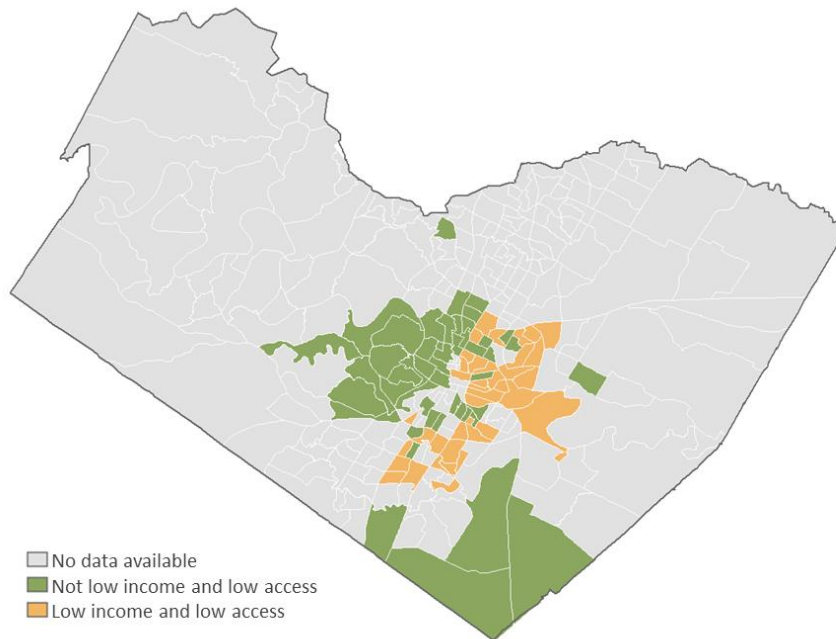 No data available
Not low income and low access
Low income and low access